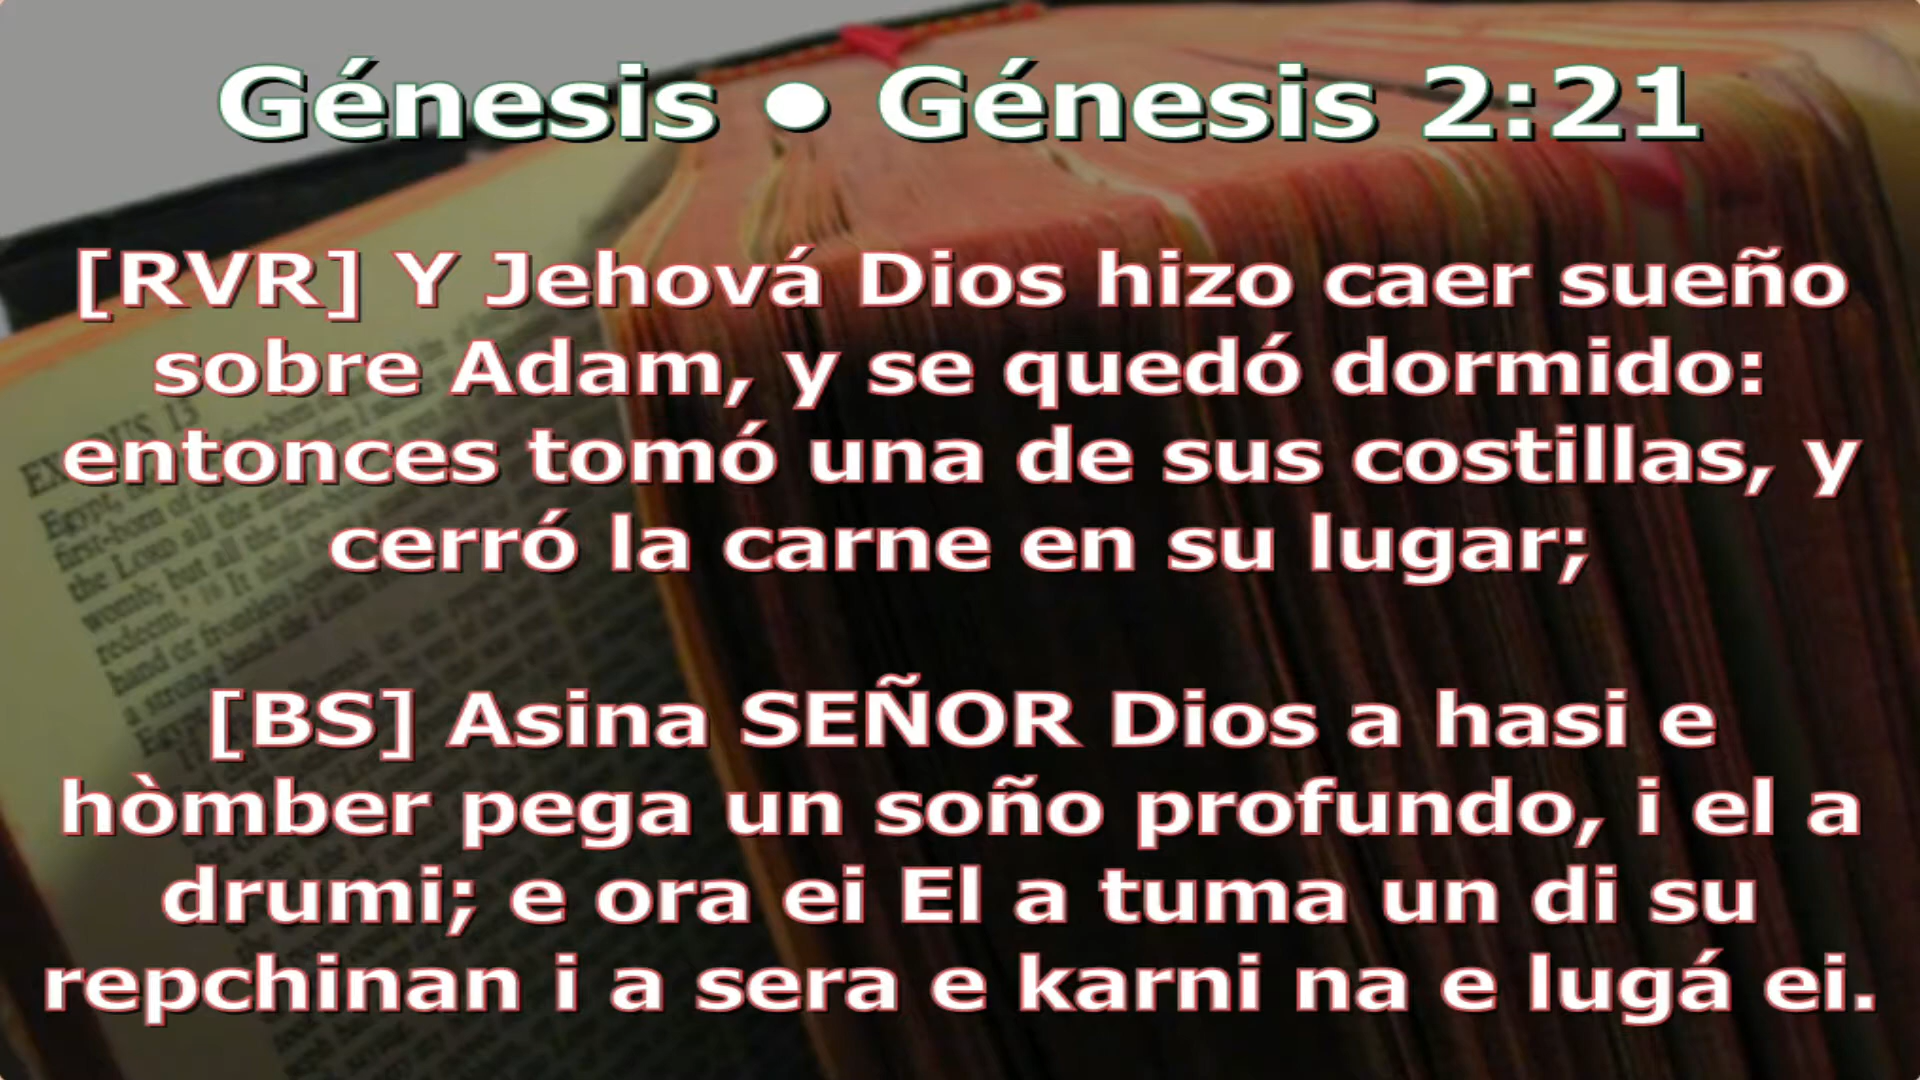 Génesis ● Génesis 2:21
[RVR] Y Jehová Dios hizo caer sueño
sobre Adam, y se quedó dormido:
entonces tomó una de sus costillas, y
cerró la carne en su lugar;
[BS] Asina SEÑOR Dios a hasi e
hòmber pega un soño profundo, i el a
drumi; e ora ei El a tuma un di su
repchinan i a sera e karni na e lugá ei.